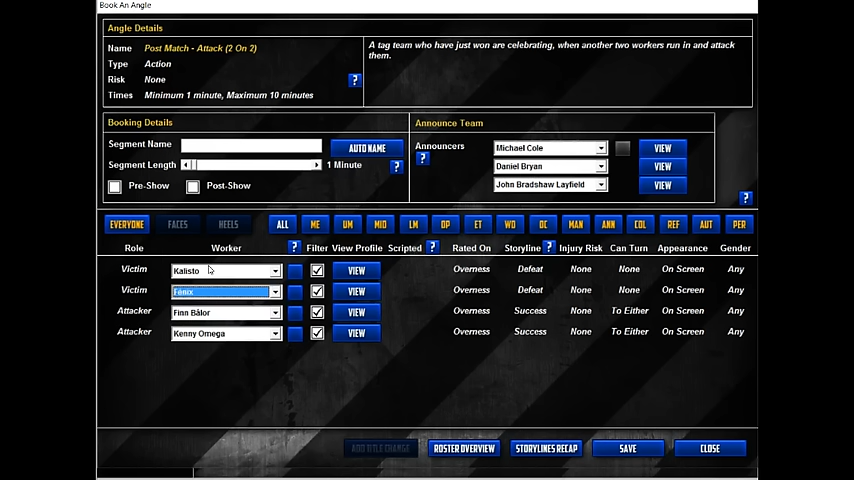 Book An Angle
Angle Details
Name Post Match - Attack (2 On 2)
Type Action
Risk None ?
Times Minimum 1 minute, Maximum 10 minutes
A tag team who have just won are celebrating, when another two workers run in and attack
them.
Booking Details
Segment Name AUTO NAME
Segment Length 1 Minute ?
Pre-Show Post-Show
Announce Team
Announcers Michael Cole VIEW
? Daniel Bryan VIEW
John Bradshaw Layfield VIEW
?
EVERYONE FACES HEELS ALL ME UM MID LM OP ET WD OC MAN ANN COL REF AUT PER
Role Worker ? Filter View Profile Scripted ? Rated On Storyline ? Injury Risk Can Turn Appearance Gender
Victim Kalisto VIEW Overness Defeat None None On Screen Any
Victim Fénix VIEW Overness Defeat None None On Screen Any
Attacker Finn Bálor VIEW Overness Success None To Either On Screen Any
Attacker Kenny Omega VIEW Overness Success None To Either On Screen Any
ADD TITLE CHANGE ROSTER OVERVIEW STORYLINES RECAP SAVE CLOSE